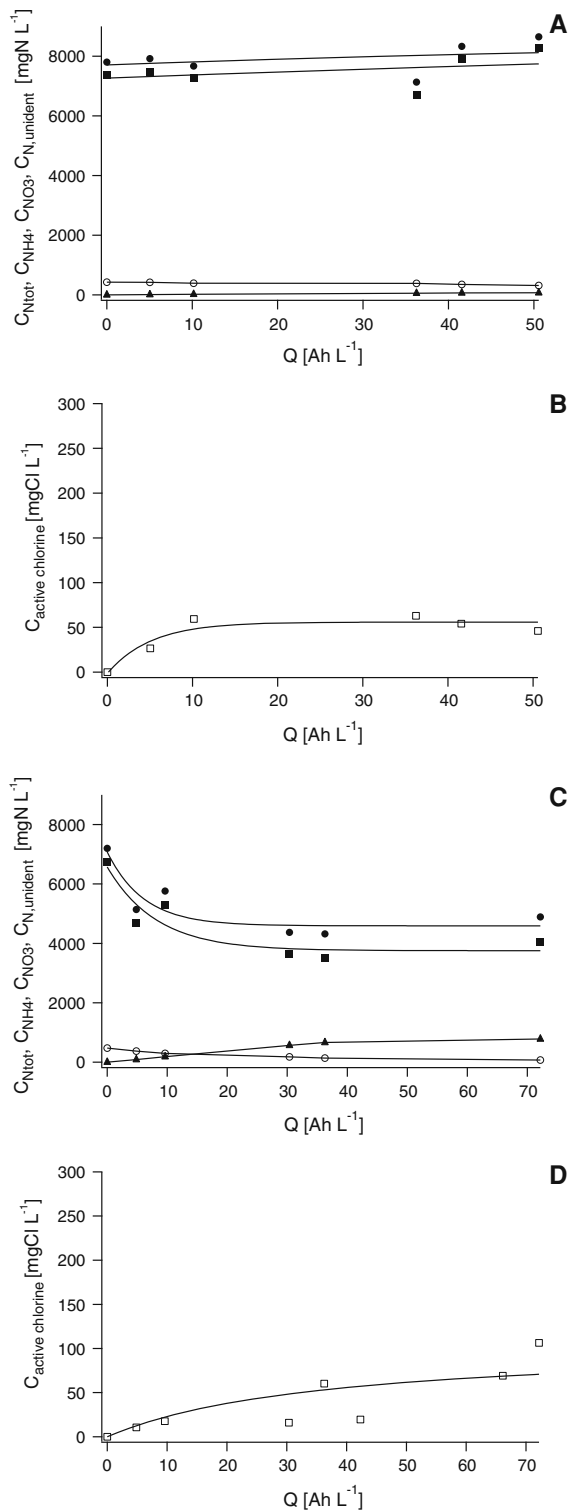 A
C_Ntot, C_NH4, C_NO3, C_N,unident [mgN L⁻¹]
8000
6000
4000
2000
0
0 10 20 30 40 50
Q [Ah L⁻¹]
B
C_active chlorine [mgCl L⁻¹]
300
250
200
150
100
50
0
0 10 20 30 40 50
Q [Ah L⁻¹]
C
C_Ntot, C_NH4, C_NO3, C_N,unident [mgN L⁻¹]
8000
6000
4000
2000
0
0 10 20 30 40 50 60 70
Q [Ah L⁻¹]
D
C_active chlorine [mgCl L⁻¹]
300
250
200
150
100
50
0
0 10 20 30 40 50 60 70
Q [Ah L⁻¹]